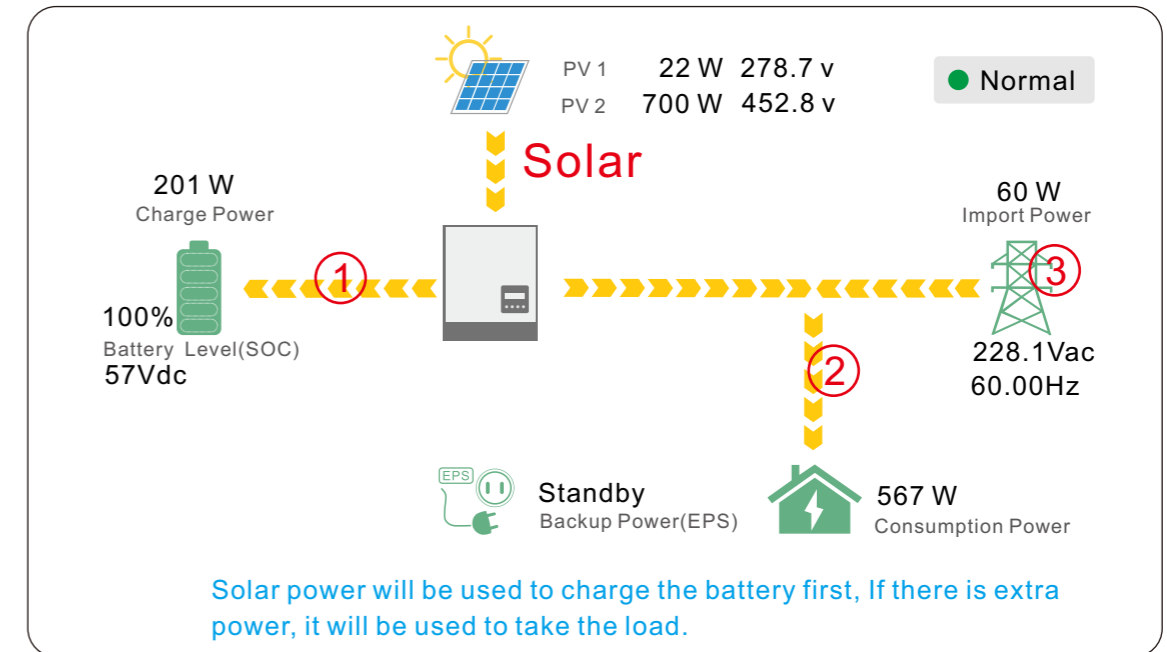 PV 1 22 W 278.7 v
PV 2 700 W 452.8 v
Normal
Solar
201 W
Charge Power
60 W
Import Power
1
3
100%
Battery Level(SOC)
57Vdc
228.1Vac
60.00Hz
2
EPS
Standby
Backup Power(EPS)
567 W
Consumption Power
Solar power will be used to charge the battery first, If there is extra
power, it will be used to take the load.